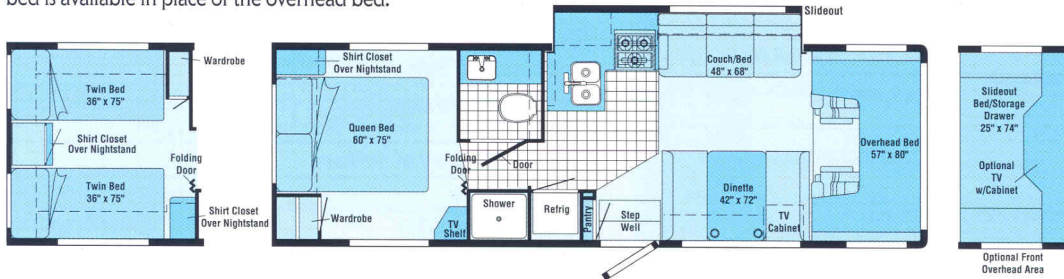 bed is available in place of the overhead bed.
Slideout
Wardrobe
Twin Bed
36" x 75"
Shirt Closet
Over Nightstand
Folding
Door
Twin Bed
36" x 75"
Shirt Closet
Over Nightstand
Shirt Closet
Over Nightstand
Queen Bed
60" x 75"
Folding
Door
Door
Wardrobe
TV
Shelf
Shower
Refrig
Pantry
Step
Well
Couch/Bed
48" x 68"
Dinette
42" x 72"
TV
Cabinet
Overhead Bed
57" x 80"
Slideout
Bed/Storage
Drawer
25" x 74"
Optional
TV
w/Cabinet
Optional Front
Overhead Area